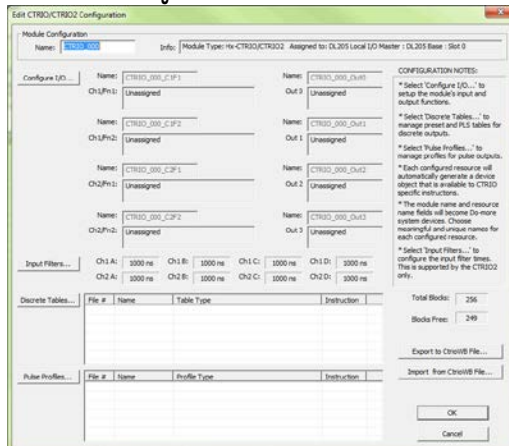 Edit CTRIO/CTRIO2 Configuration
Module Configuration
Name: CTRIO_000 Info: Module Type: Hx-CTRIO/CTRIO2 Assigned to: DL205 Local I/O Master : DL205 Base : Slot 0
Configure I/O...
Name: CTRIO_000_C1F1 Name: CTRIO_000_Out0
Ch1/Fn1: Unassigned Out 0 Unassigned
Name: CTRIO_000_C1F2 Name: CTRIO_000_Out1
Ch1/Fn2: Unassigned Out 1 Unassigned
Name: CTRIO_000_C2F1 Name: CTRIO_000_Out2
Ch2/Fn1: Unassigned Out 2 Unassigned
Name: CTRIO_000_C2F2 Name: CTRIO_000_Out3
Ch2/Fn2: Unassigned Out 3 Unassigned
Input Filters...
Ch1 A: 1000 ns Ch1 B: 1000 ns Ch1 C: 1000 ns Ch1 D: 1000 ns
Ch2 A: 1000 ns Ch2 B: 1000 ns Ch2 C: 1000 ns Ch2 D: 1000 ns
Discrete Tables... File # Name Table Type Instruction
Pulse Profiles... File # Name Profile Type Instruction
CONFIGURATION NOTES:
* Select 'Configure I/O...' to
setup the module's input and
output functions.
* Select 'Discrete Tables...' to
manage preset and PLS tables for
discrete outputs.
* Select 'Pulse Profiles...' to
manage profiles for pulse outputs.
* Each configured resource will
automatically generate a device
object that is available to CTRIO
specific instructions.
* The module name and resource
name fields will become Do-more
system devices. Choose
meaningful and unique names for
each configured resource.
* Select 'Input Filters...' to
configure the input filter times.
This is supported by the CTRIO2
only.
Total Blocks: 256
Blocks Free: 249
Export to CtrioWB File...
Import from CtrioWB File...
OK
Cancel